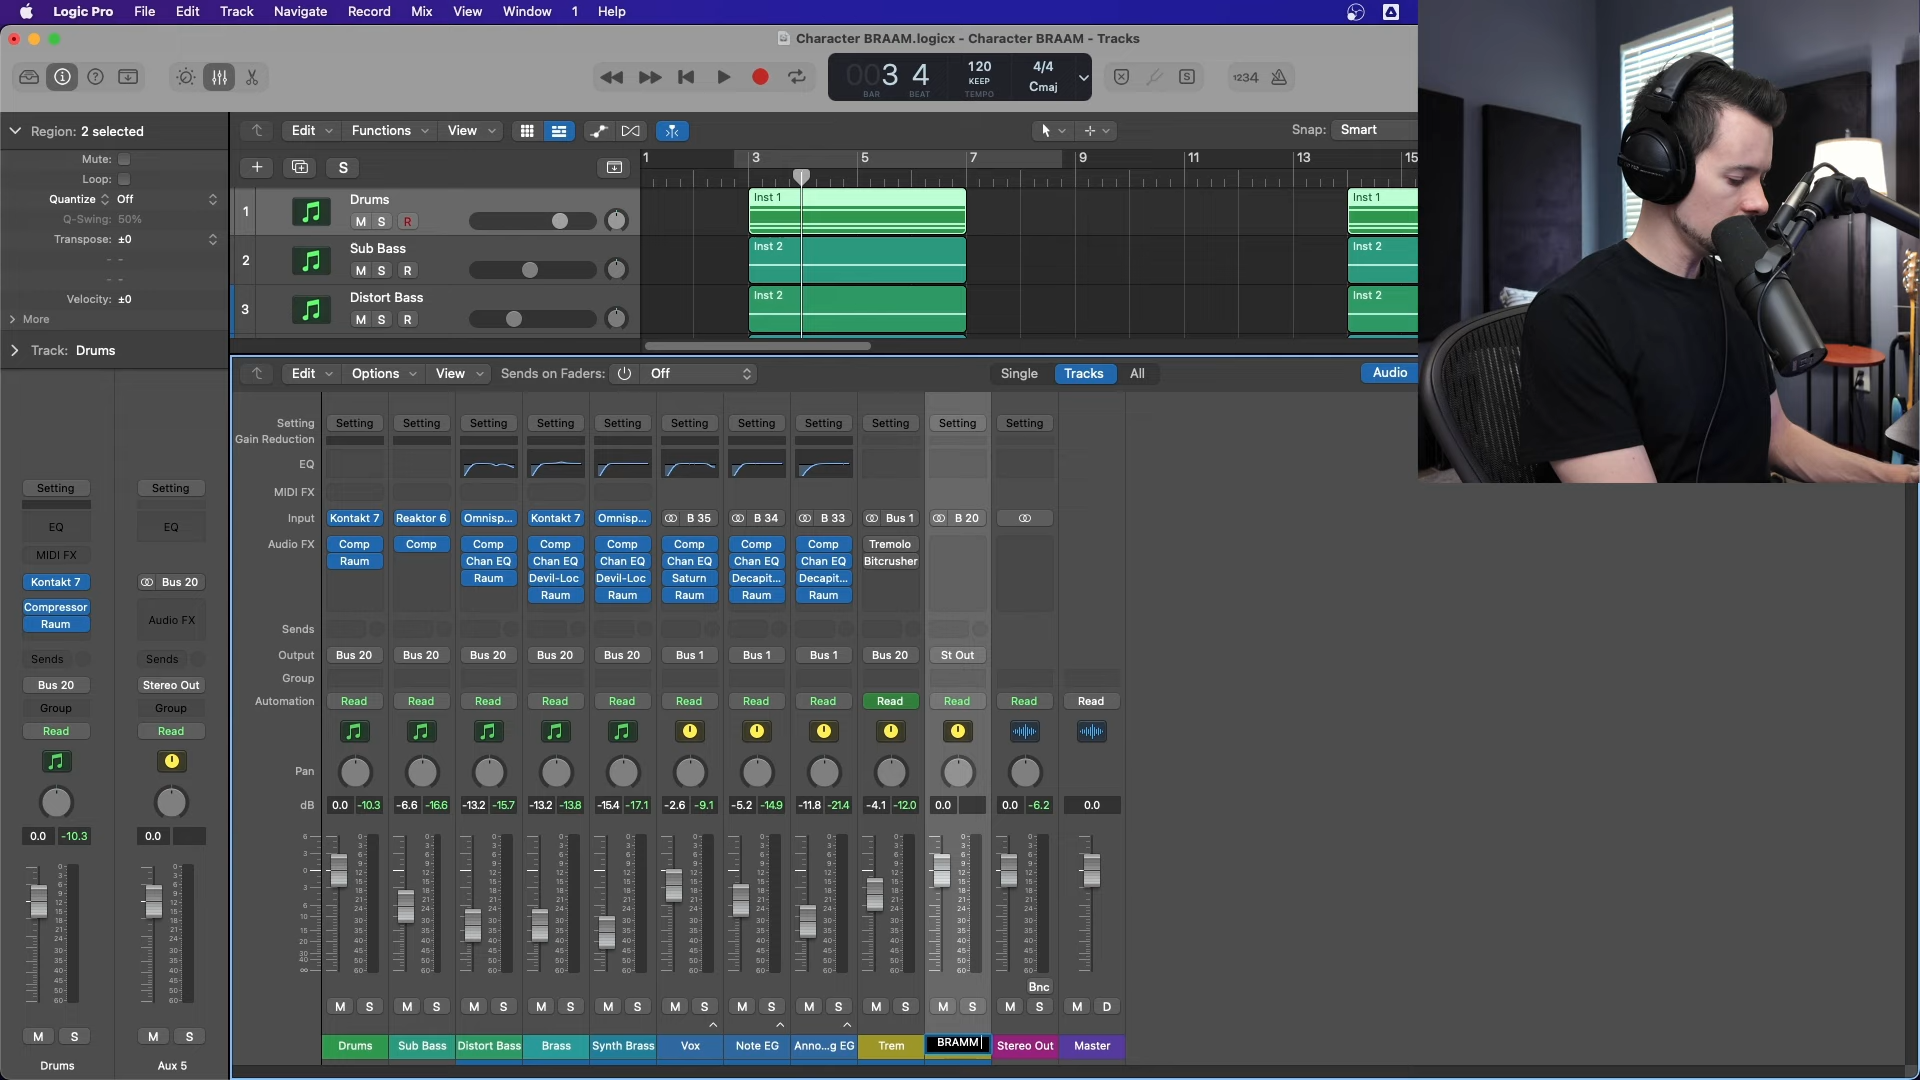 Logic Pro File Edit Track Navigate Record Mix View Window 1 Help
Character BRAAM.logicx - Character BRAAM - Tracks
003 4 120 4/4
KEEP Cmaj
BAR BEAT TEMPO
1234
Region: 2 selected
Edit Functions View
Snap: Smart
Mute:
Loop:
Quantize Off
Q-Swing: 50%
Transpose: ±0
Velocity: ±0
More
Track: Drums
S
1 3 5 7 9 11 13 15
1 Drums
M S R
Inst 1 Inst 1
2 Sub Bass
M S R
Inst 2 Inst 2
3 Distort Bass
M S R
Inst 2 Inst 2
Edit Options View Sends on Faders: Off Single Tracks All Audio
Setting Setting Setting Setting Setting Setting Setting Setting Setting Setting Setting Setting
Gain Reduction
EQ
MIDI FX
Input Kontakt 7 Reaktor 6 Omnisp... Kontakt 7 Omnisp... B 35 B 34 B 33 Bus 1 B 20
Audio FX Comp Comp Comp Comp Comp Comp Comp Comp Tremolo
Raum Chan EQ Chan EQ Chan EQ Chan EQ Chan EQ Chan EQ Bitcrusher
Raum Devil-Loc Devil-Loc Saturn Decapit... Decapit...
Raum Raum Raum Raum Raum
Sends
Output Bus 20 Bus 20 Bus 20 Bus 20 Bus 20 Bus 1 Bus 1 Bus 1 Bus 20 St Out
Group
Automation Read Read Read Read Read Read Read Read Read Read Read Read
Pan
dB 0.0 -10.3 -6.6 -16.6 -13.2 -15.7 -13.2 -13.8 -15.4 -17.1 -2.6 -9.1 -5.2 -14.9 -11.8 -21.4 -4.1 -12.0 0.0 0.0 -6.2 0.0
Bnc
M S M S M S M S M S M S M S M S M S M S M S M D
Drums Sub Bass Distort Bass Brass Synth Brass Vox Note EG Anno...g EG Trem BRAMM Stereo Out Master
Setting Setting
EQ EQ
MIDI FX
Kontakt 7 Bus 20
Compressor
Raum Audio FX
Sends Sends
Bus 20 Stereo Out
Group Group
Read Read
0.0 -10.3 0.0
M S M S
Drums Aux 5